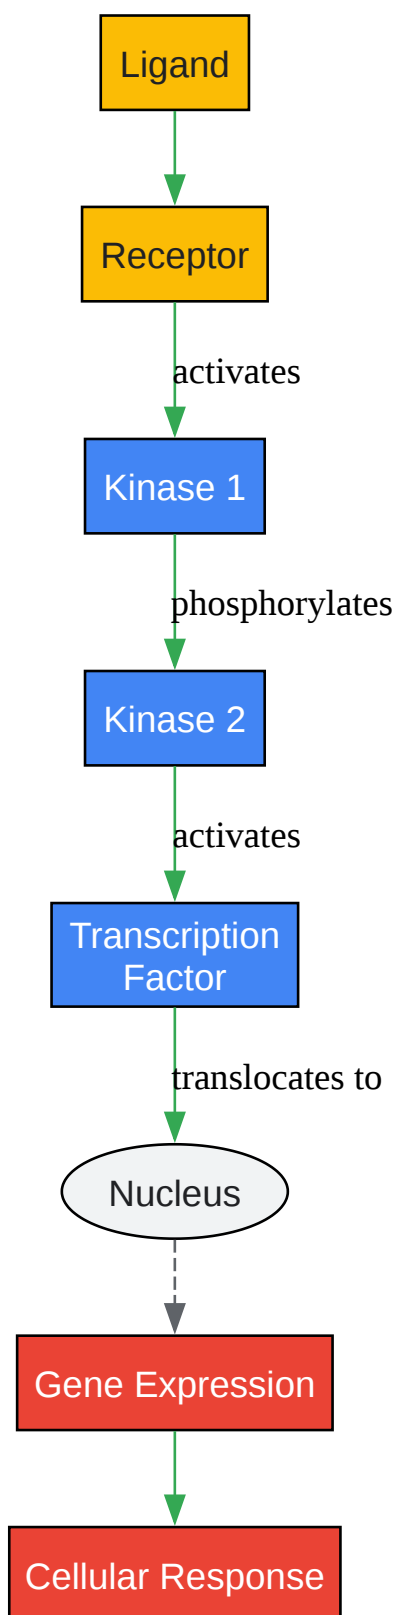 Ligand
Receptor
activates
Kinase 1
phosphorylates
Kinase 2
activates
Transcription
Factor
translocates to
Nucleus
Gene Expression
Cellular Response